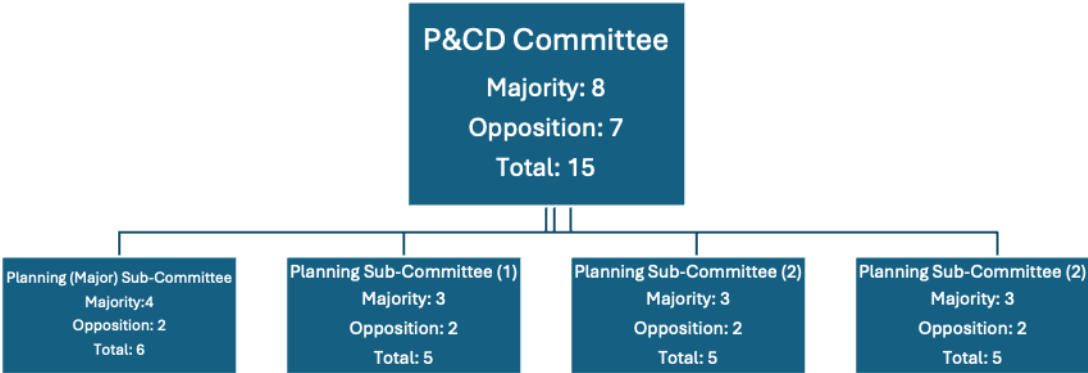 P&CD Committee
Majority: 8
Opposition: 7
Total: 15
Planning (Major) Sub-Committee
Majority:4
Opposition: 2
Total: 6
Planning Sub-Committee (1)
Majority: 3
Opposition: 2
Total: 5
Planning Sub-Committee (2)
Majority: 3
Opposition: 2
Total: 5
Planning Sub-Committee (2)
Majority: 3
Opposition: 2
Total: 5